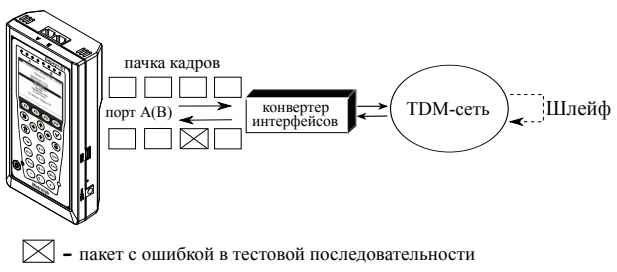 пачка кадров
порт А(В)
конвертер
интерфейсов
TDM-сеть
Шлейф
– пакет с ошибкой в тестовой последовательности